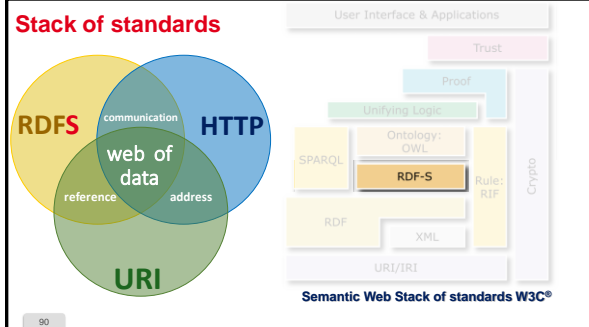 Stack of standards
RDFS
communication
HTTP
web of
data
reference
address
URI
User Interface & Applications
Trust
Proof
Unifying Logic
Ontology:
OWL
SPARQL
RDF-S
Rule:
RIF
Crypto
RDF
XML
URI/IRI
Semantic Web Stack of standards W3C®
90